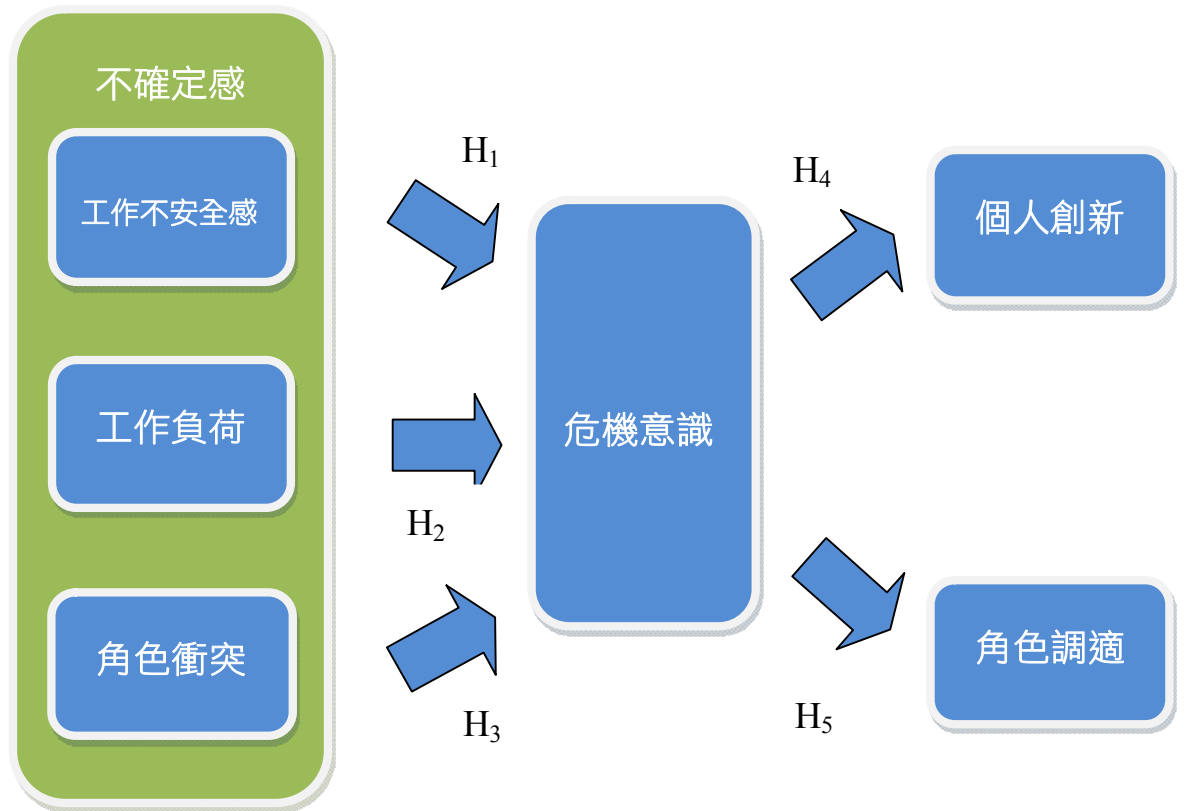 不確定感
工作不安全感
工作負荷
角色衝突
H₁
H₂
H₃
危機意識
H₄
H₅
個人創新
角色調適